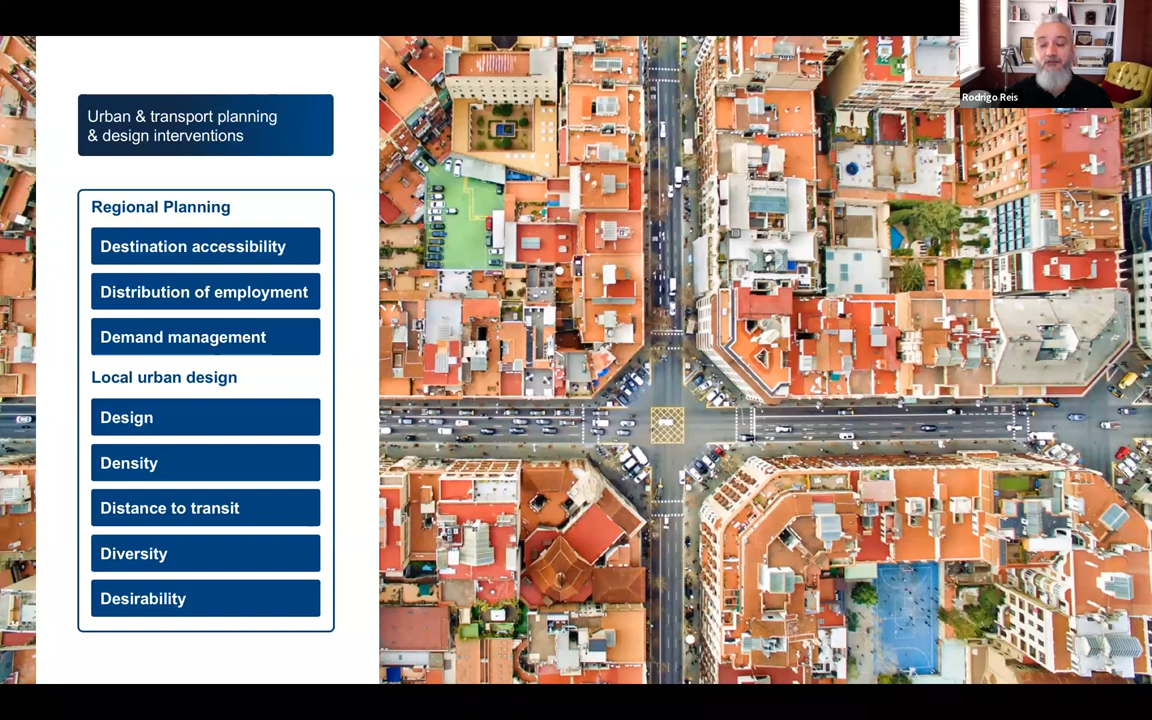 Urban & transport planning
& design interventions
Regional Planning
Destination accessibility
Distribution of employment
Demand management
Local urban design
Design
Density
Distance to transit
Diversity
Desirability
Rodrigo Reis